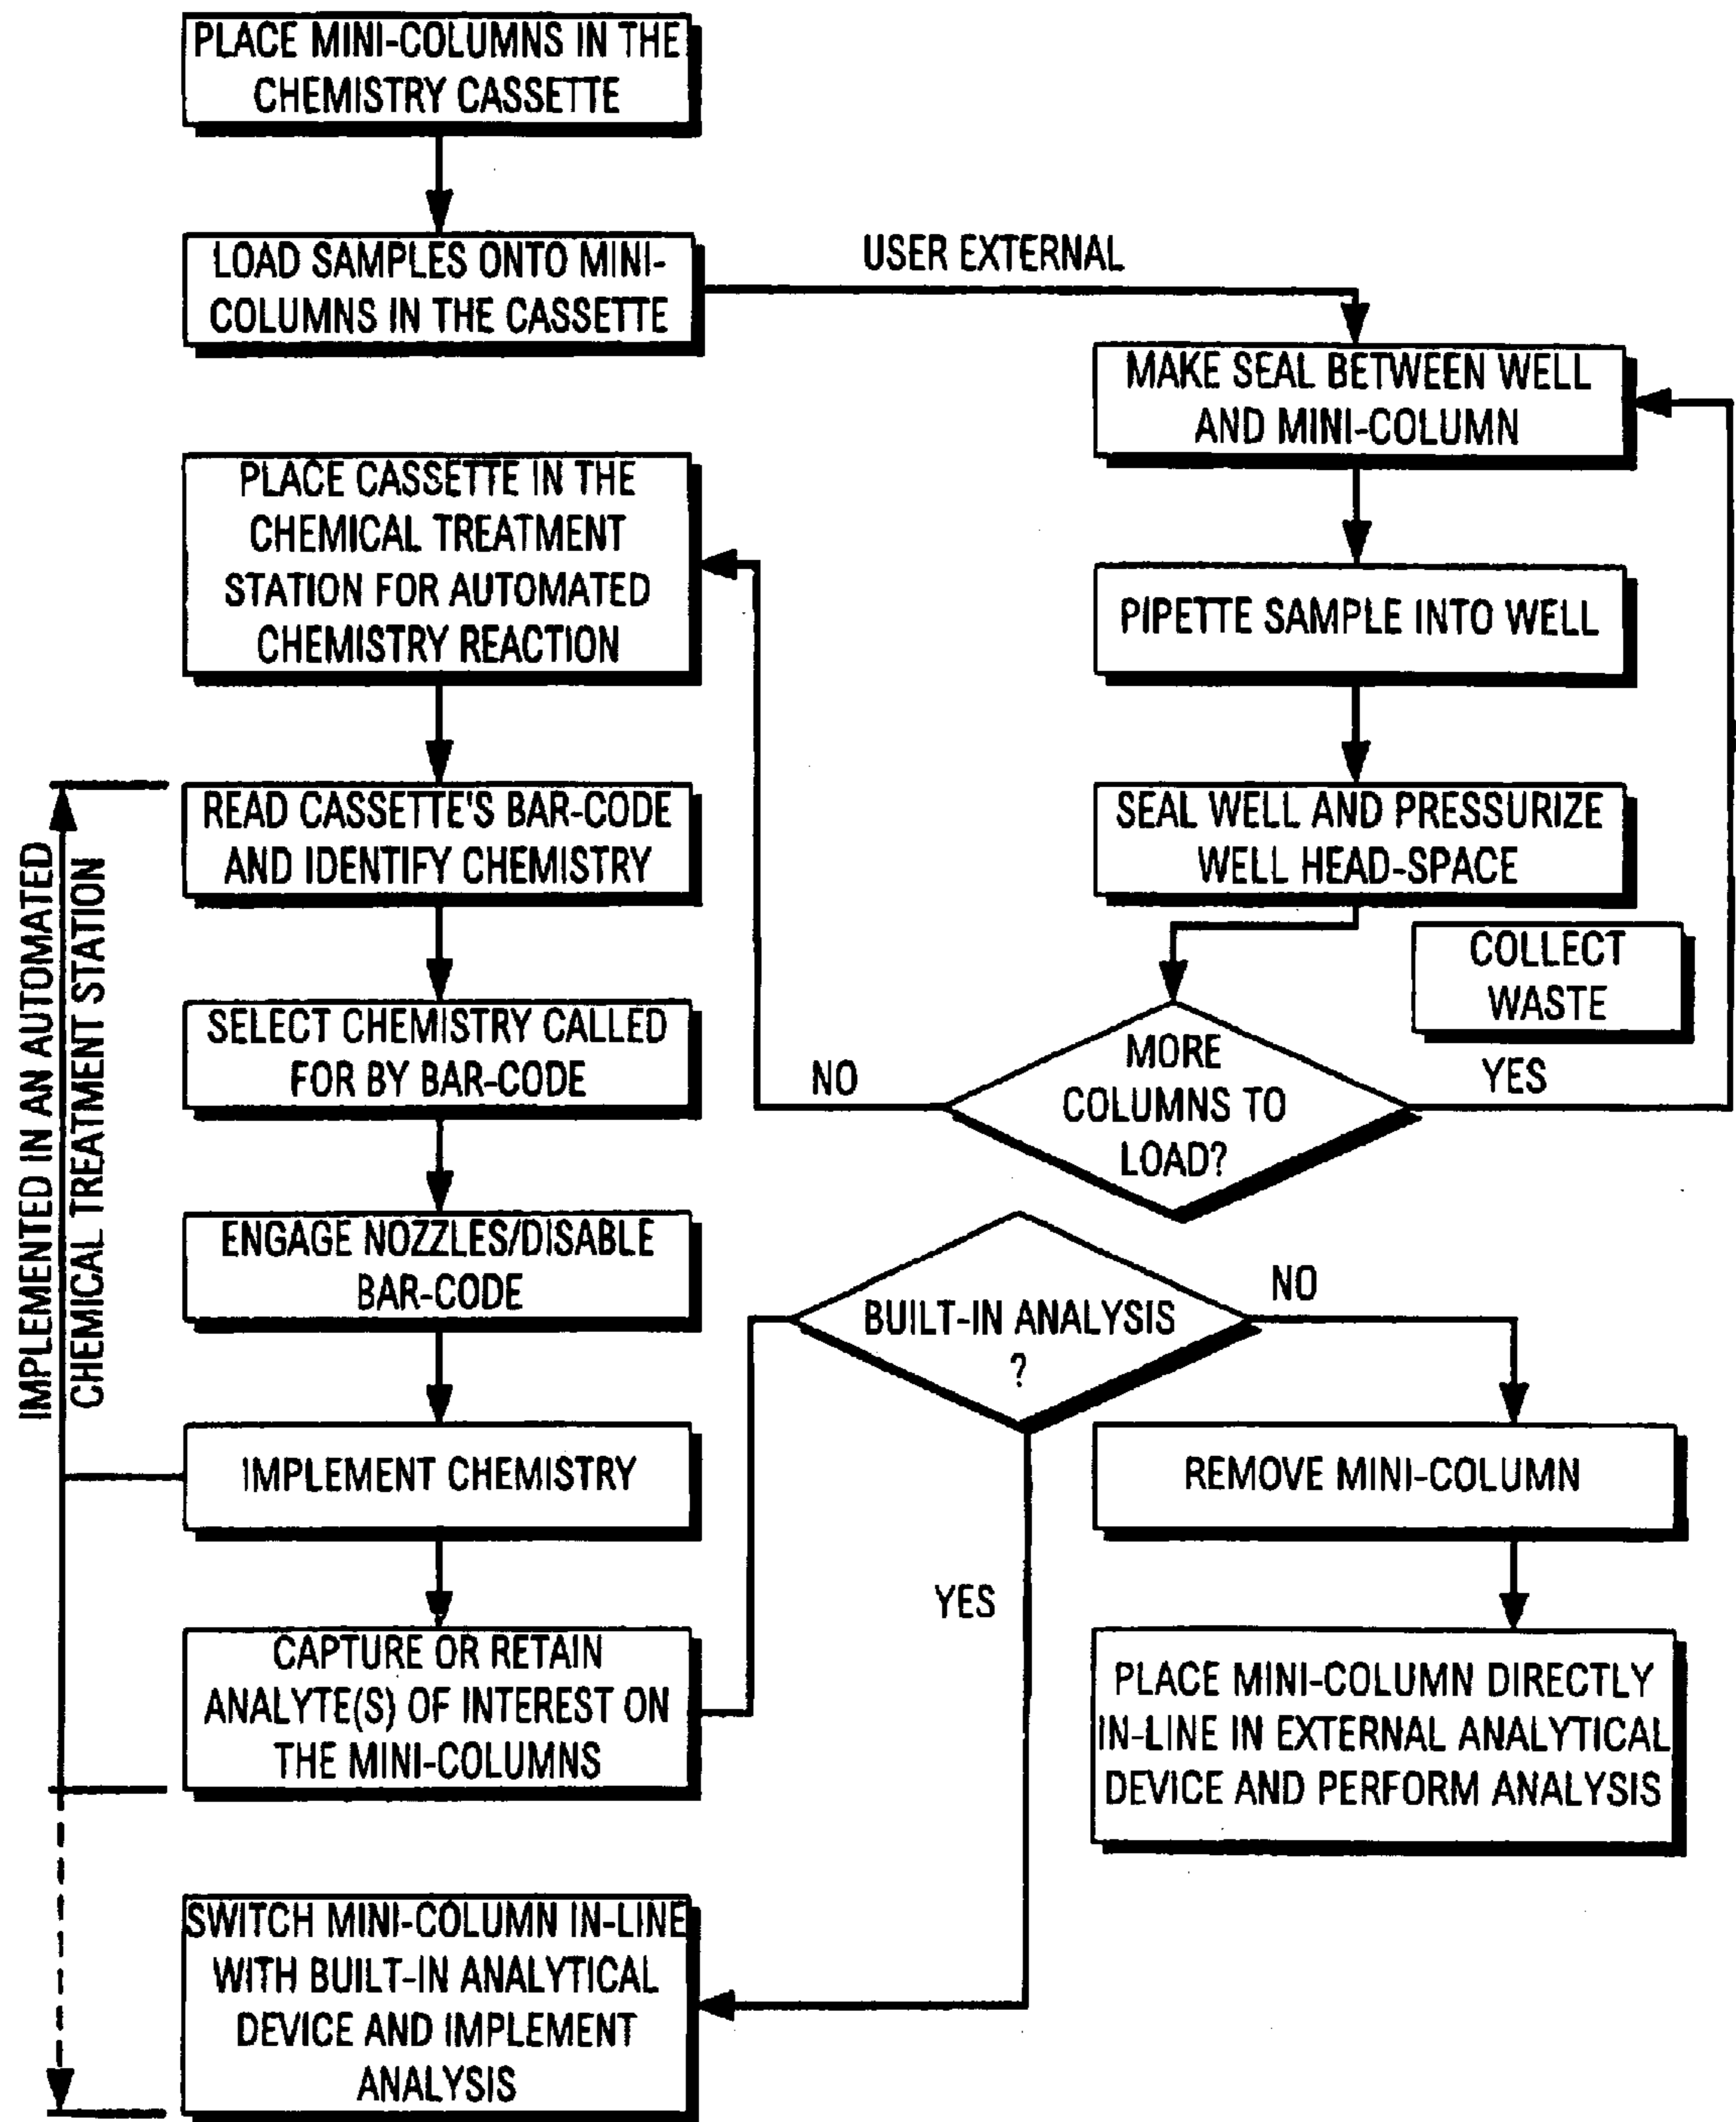 PLACE MINI-COLUMNS IN THE
CHEMISTRY CASSETTE
LOAD SAMPLES ONTO MINI-
COLUMNS IN THE CASSETTE
USER EXTERNAL
MAKE SEAL BETWEEN WELL
AND MINI-COLUMN
PIPETTE SAMPLE INTO WELL
SEAL WELL AND PRESSURIZE
WELL HEAD-SPACE
COLLECT
WASTE
MORE
COLUMNS TO
LOAD?
YES
NO
PLACE CASSETTE IN THE
CHEMICAL TREATMENT
STATION FOR AUTOMATED
CHEMISTRY REACTION
IMPLEMENTED IN AN AUTOMATED
CHEMICAL TREATMENT STATION
READ CASSETTE'S BAR-CODE
AND IDENTIFY CHEMISTRY
SELECT CHEMISTRY CALLED
FOR BY BAR-CODE
ENGAGE NOZZLES/DISABLE
BAR-CODE
IMPLEMENT CHEMISTRY
CAPTURE OR RETAIN
ANALYTE(S) OF INTEREST ON
THE MINI-COLUMNS
BUILT-IN ANALYSIS
?
NO
REMOVE MINI-COLUMN
PLACE MINI-COLUMN DIRECTLY
IN-LINE IN EXTERNAL ANALYTICAL
DEVICE AND PERFORM ANALYSIS
YES
SWITCH MINI-COLUMN IN-LINE
WITH BUILT-IN ANALYTICAL
DEVICE AND IMPLEMENT
ANALYSIS